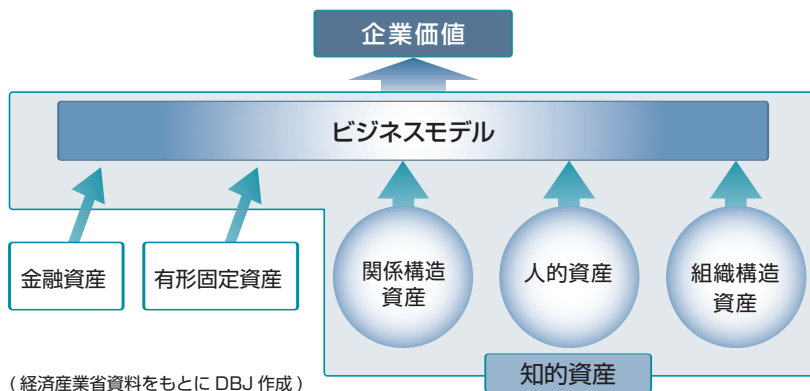 企業価値
ビジネスモデル
金融資産
有形固定資産
関係構造
資産
人的資産
組織構造
資産
知的資産
(経済産業省資料をもとに DBJ 作成)